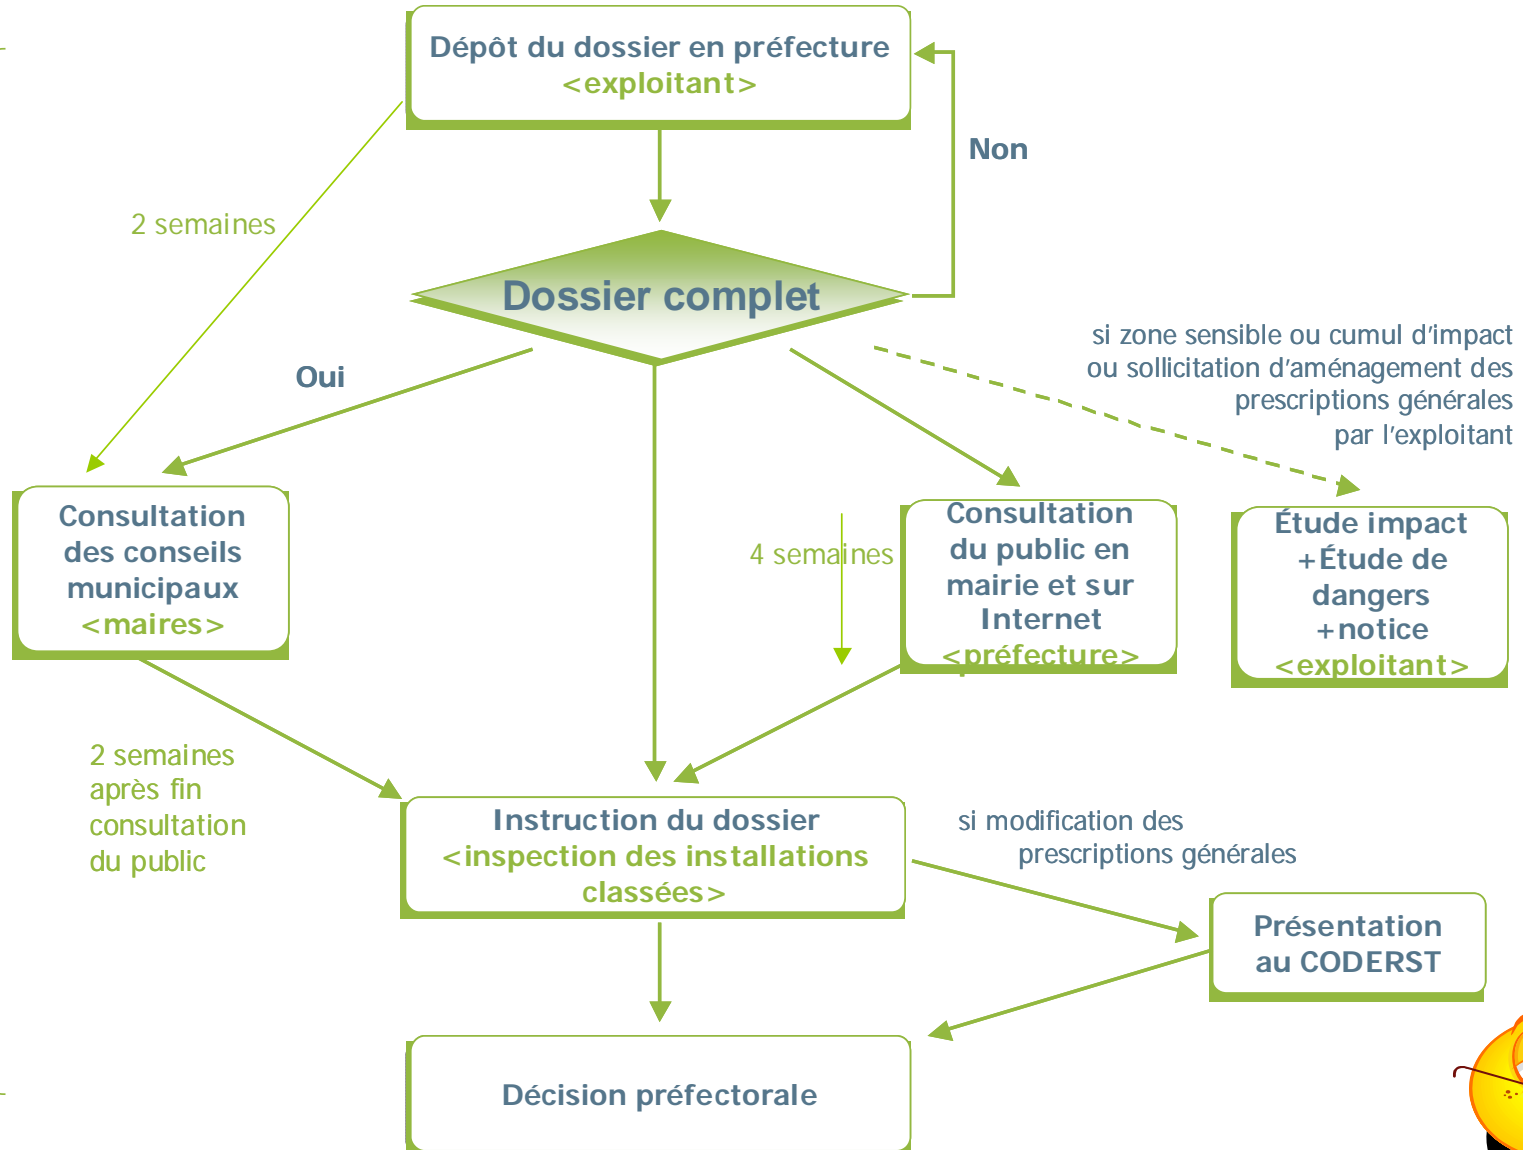 Dépôt du dossier en préfecture
<exploitant>
Non
2 semaines
Dossier complet
si zone sensible ou cumul d'impact
ou sollicitation d'aménagement des
prescriptions générales
par l'exploitant
Oui
Consultation
des conseils
municipaux
<maires>
4 semaines
Consultation
du public en
mairie et sur
Internet
<préfecture>
Étude impact
+Étude de
dangers
+notice
<exploitant>
2 semaines
après fin
consultation
du public
Instruction du dossier
<inspection des installations
classées>
si modification des
prescriptions générales
Présentation
au CODERST
Décision préfectorale